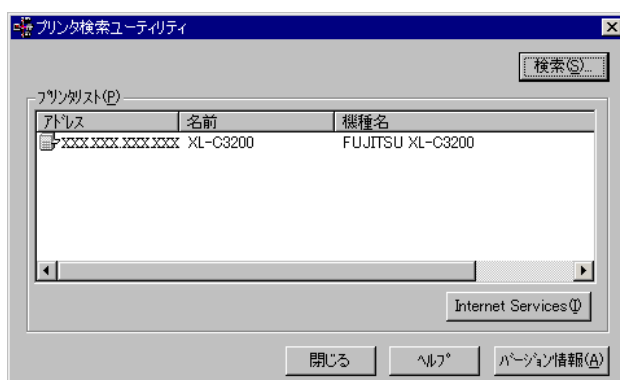 プリンタ検索ユーティリティ
検索(S)...
プリンタリスト(P)
アドレス 名前 機種名
XXX.XXX.XXX.XXX XL-C3200 FUJITSU XL-C3200
Internet Services(I)
閉じる ヘルプ バージョン情報(A)